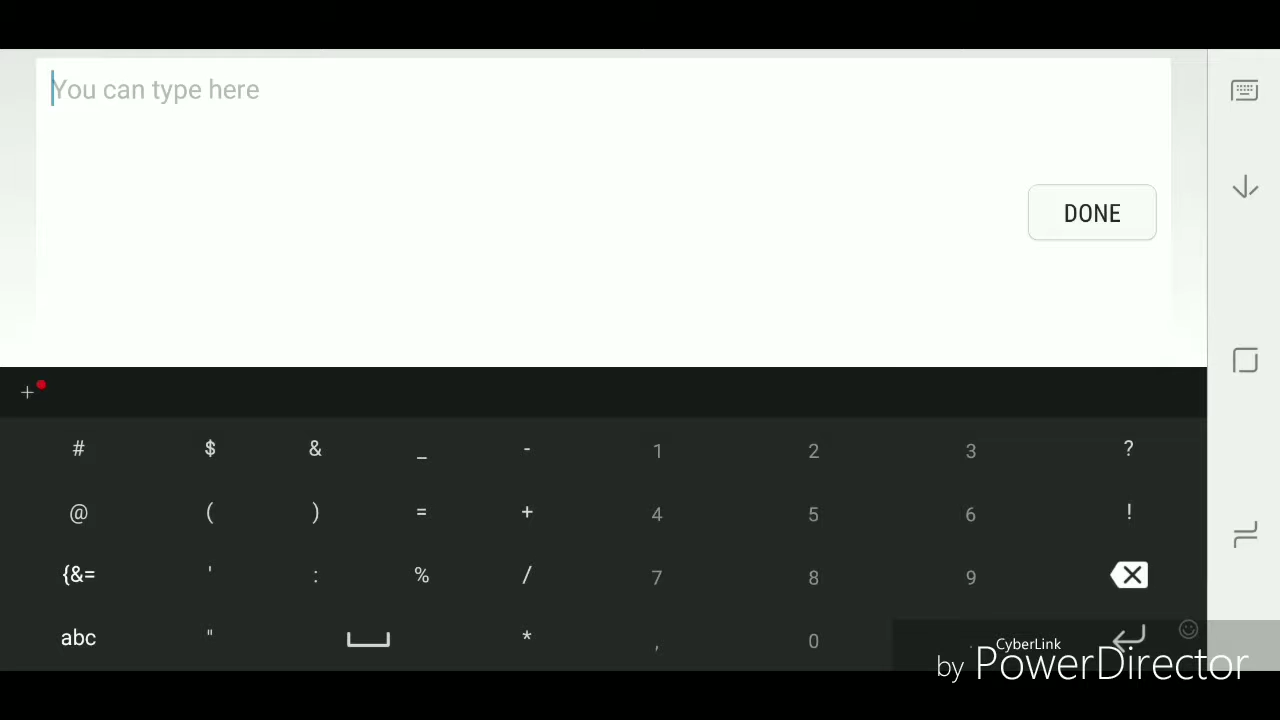 You can type here
DONE
+
# $ & _ - 1 2 3 ?
@ ( ) = + 4 5 6 !
{&= ' : % / 7 8 9
abc " * , 0 .
CyberLink
by PowerDirector